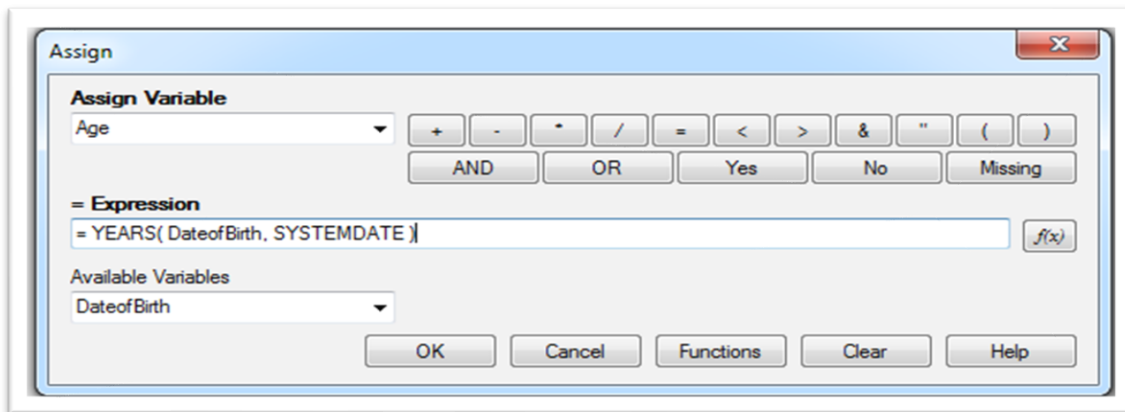 Assign
Assign Variable
Age
+ - * / = < > & " ( )
AND OR Yes No Missing
= Expression
= YEARS( DateofBirth, SYSTEMDATE )
f(x)
Available Variables
DateofBirth
OK Cancel Functions Clear Help